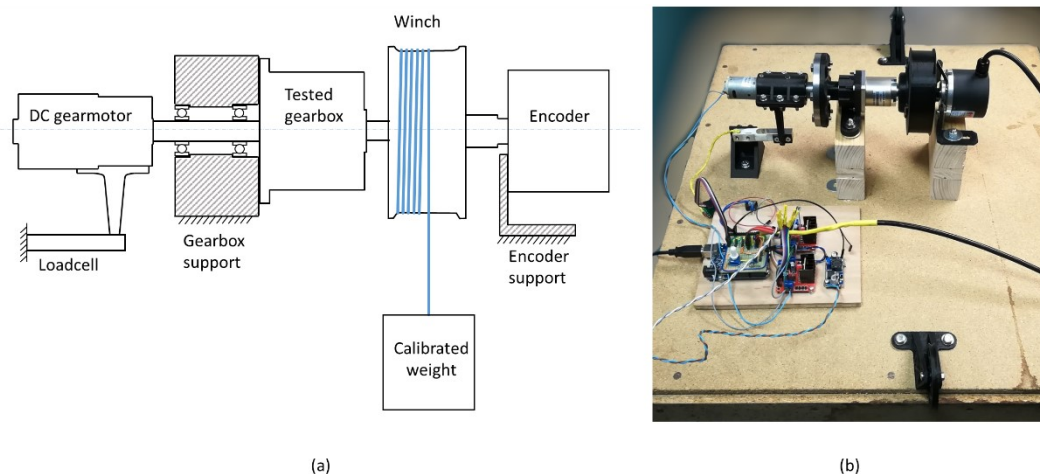 Winch
DC gearmotor
Tested
gearbox
Encoder
Gearbox
support
Loadcell
Encoder
support
Calibrated
weight
(a)
(b)